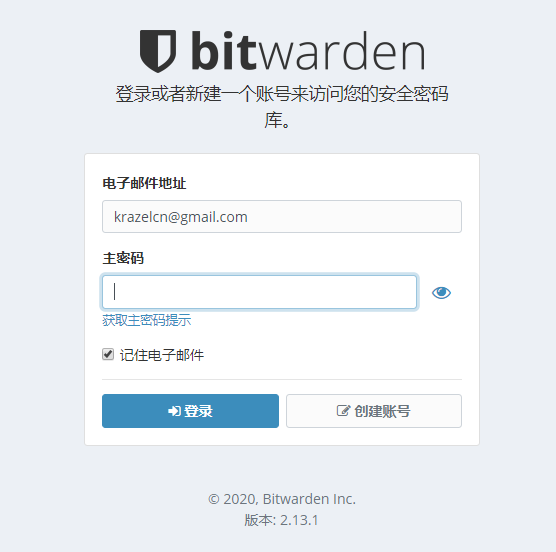 bitwarden
登录或者新建一个账号来访问您的安全密码
库。
电子邮件地址
krazelcn@gmail.com
主密码
获取主密码提示
记住电子邮件
登录
创建账号
© 2020, Bitwarden Inc.
版本: 2.13.1